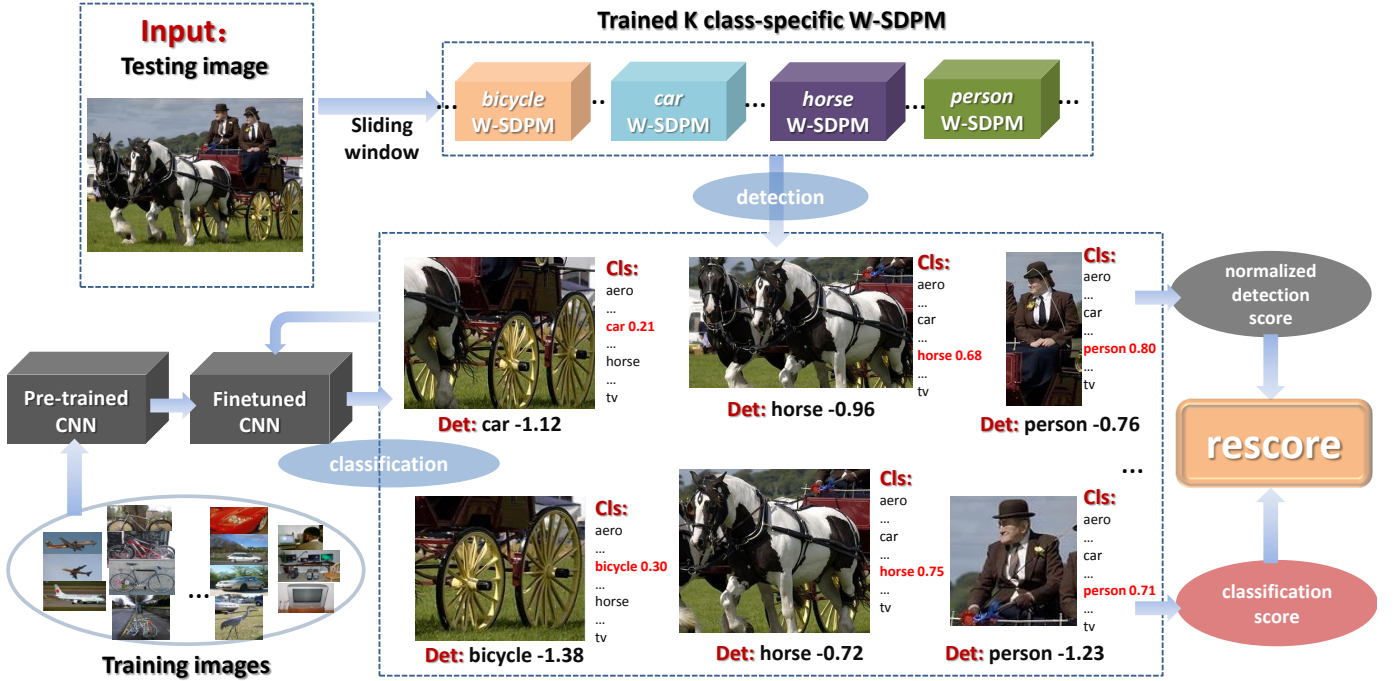 Trained K class-specific W-SDPM
Input:
Testing image
Sliding
window
...
bicycle
W-SDPM
...
car
W-SDPM
...
horse
W-SDPM
...
person
W-SDPM
...
detection
Cls:
aero
...
car 0.21
...
horse
...
tv
Det: car -1.12
Cls:
aero
...
car
...
horse 0.68
...
tv
Det: horse -0.96
Cls:
aero
...
car
...
person 0.80
...
tv
Det: person -0.76
normalized
detection
score
Pre-trained
CNN
Finetuned
CNN
classification
rescore
...
Cls:
aero
...
bicycle 0.30
...
horse
...
tv
Det: bicycle -1.38
Cls:
aero
...
car
...
horse 0.75
...
tv
Det: horse -0.72
Cls:
aero
...
car
...
person 0.71
...
tv
Det: person -1.23
classification
score
...
Training images